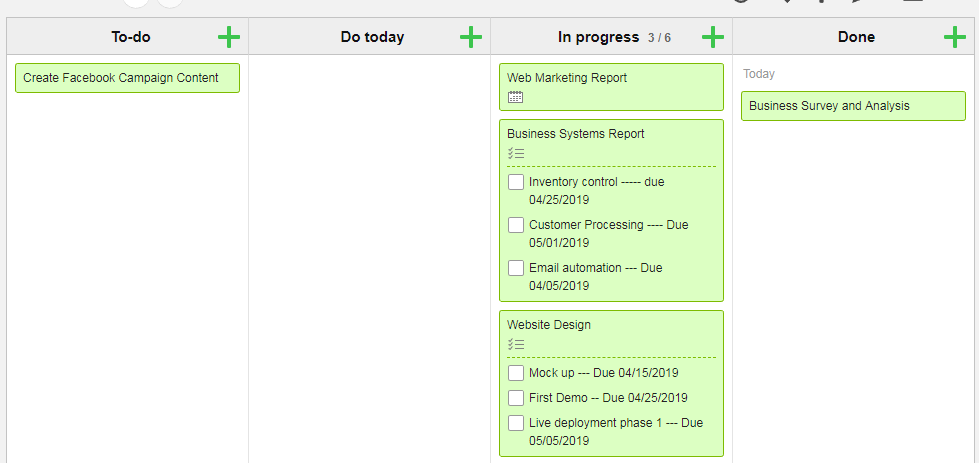 To-do
Do today
In progress 3 / 6
Done
Create Facebook Campaign Content
Web Marketing Report
Business Systems Report
Inventory control ----- due
04/25/2019
Customer Processing ---- Due
05/01/2019
Email automation --- Due
04/05/2019
Website Design
Mock up --- Due 04/15/2019
First Demo -- Due 04/25/2019
Live deployment phase 1 --- Due
05/05/2019
Today
Business Survey and Analysis